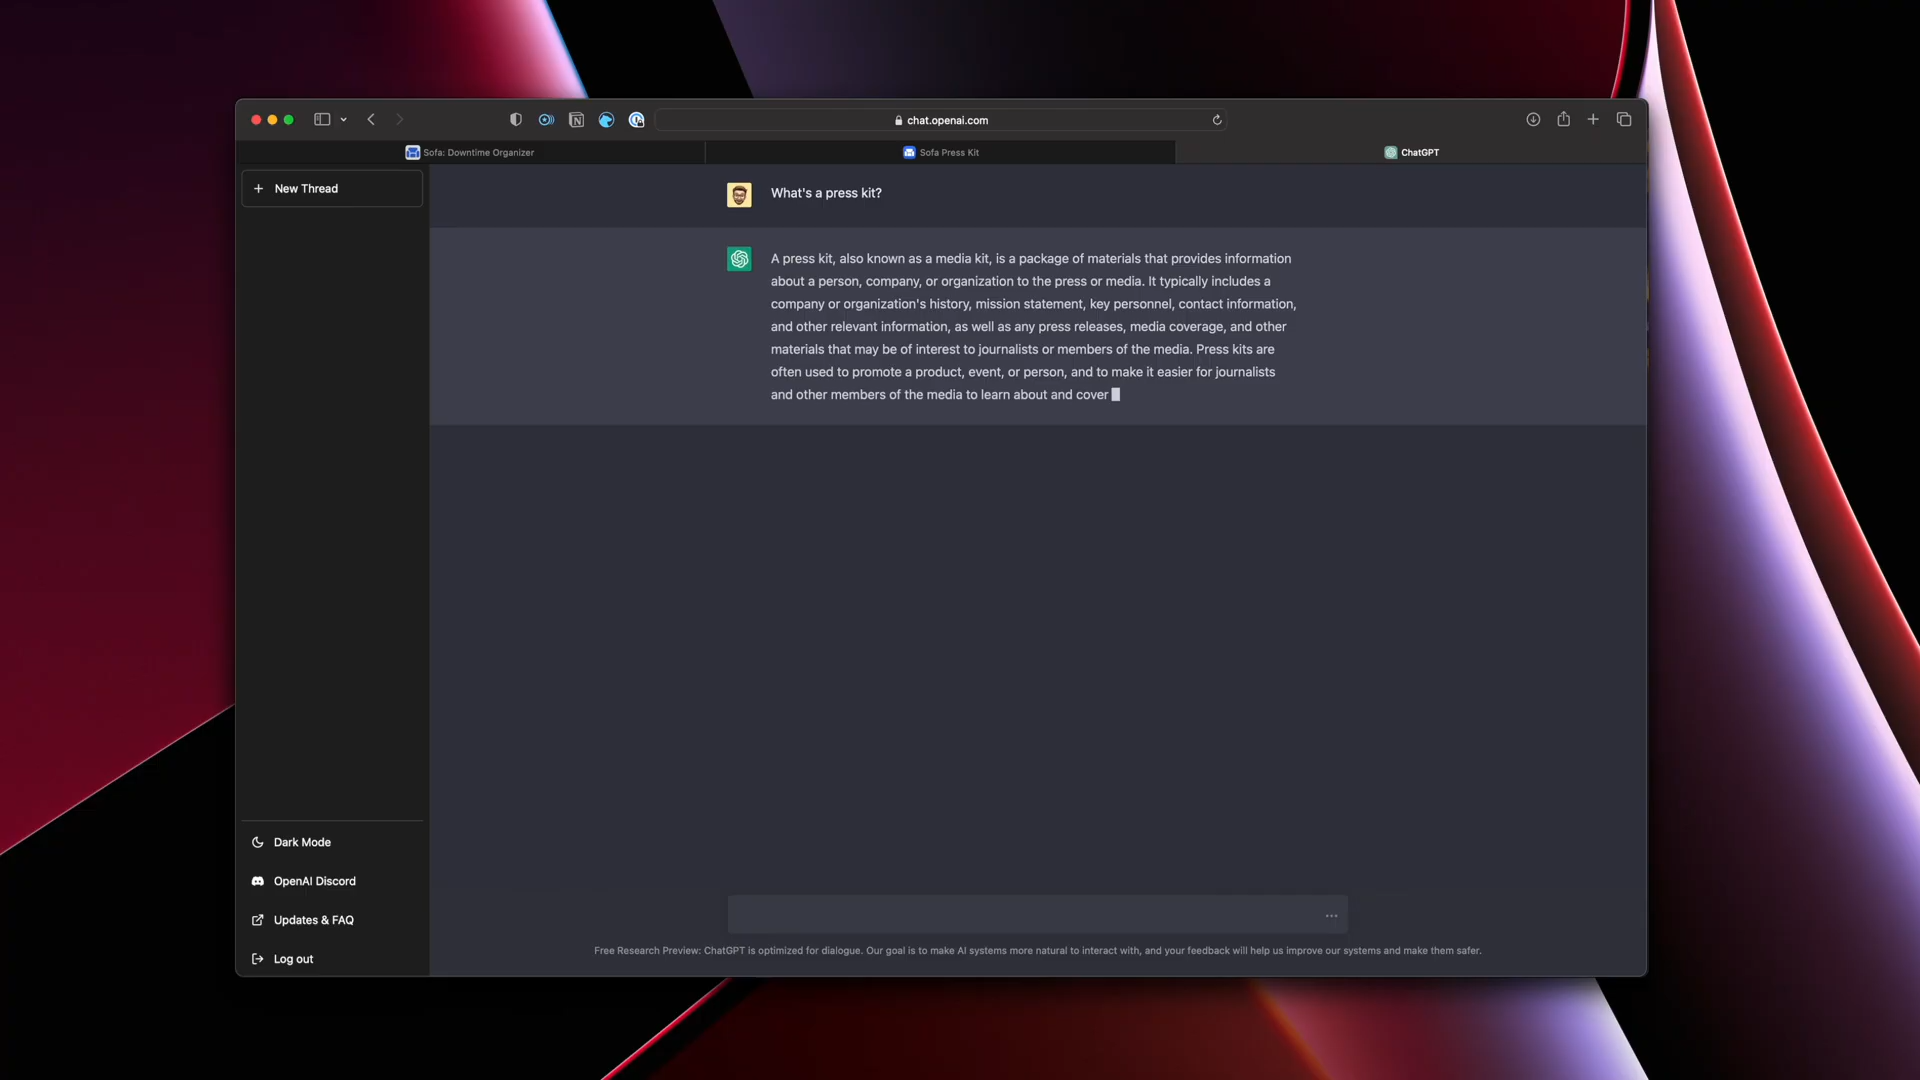 chat.openai.com
Sofa: Downtime Organizer
Sofa Press Kit
ChatGPT
New Thread
What's a press kit?
A press kit, also known as a media kit, is a package of materials that provides information
about a person, company, or organization to the press or media. It typically includes a
company or organization's history, mission statement, key personnel, contact information,
and other relevant information, as well as any press releases, media coverage, and other
materials that may be of interest to journalists or members of the media. Press kits are
often used to promote a product, event, or person, and to make it easier for journalists
and other members of the media to learn about and cover
Dark Mode
OpenAI Discord
Updates & FAQ
Log out
Free Research Preview: ChatGPT is optimized for dialogue. Our goal is to make AI systems more natural to interact with, and your feedback will help us improve our systems and make them safer.